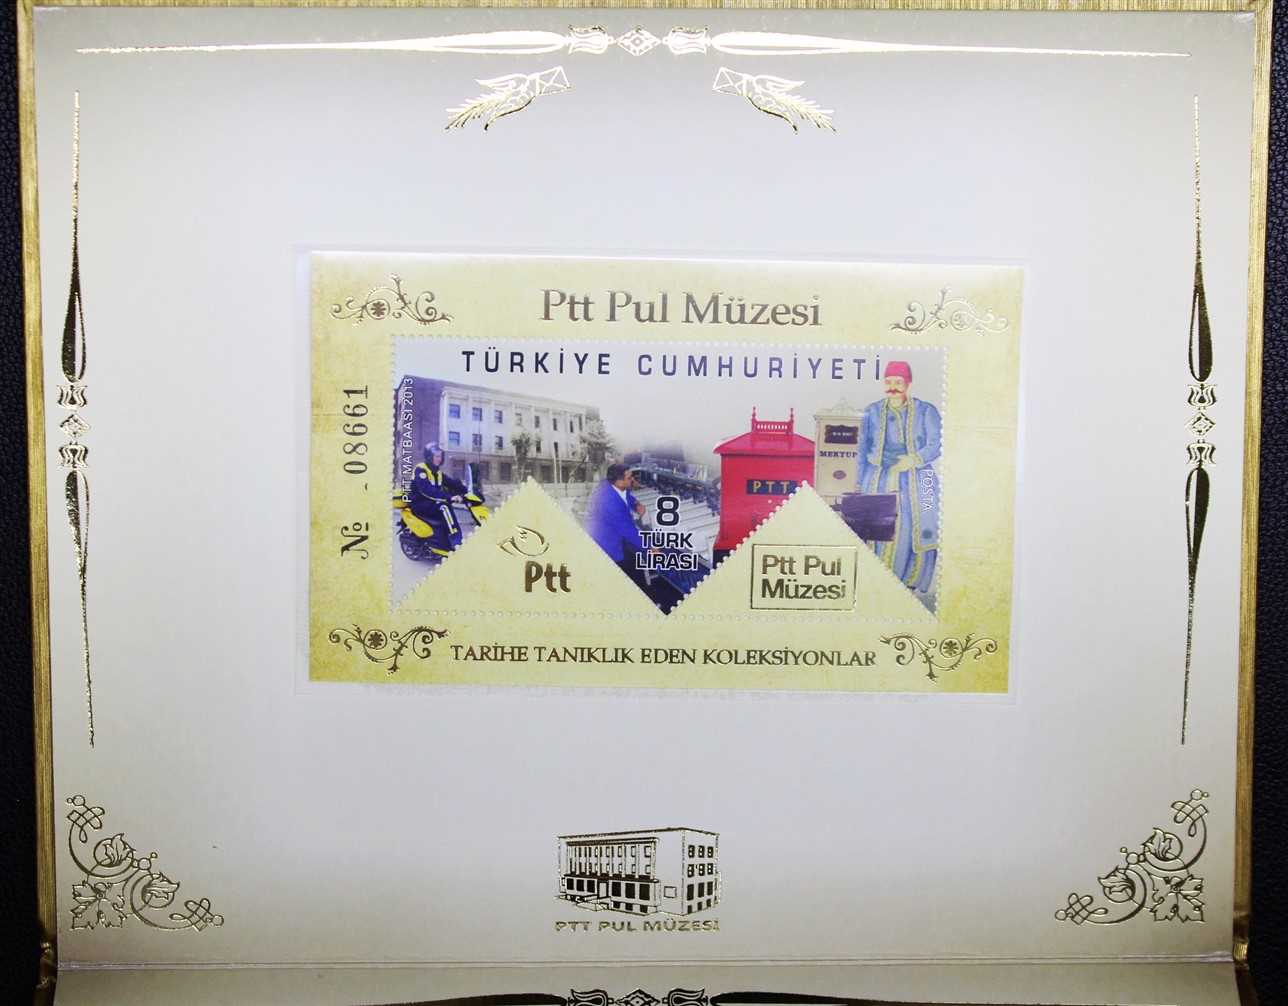 Ptt Pul Müzesi
TÜRKİYE CUMHURİYETİ
PTT MATBAASI 2013
№ 08661
MEKTUP
PTT
POSTA
8
TÜRK
LİRASI
Ptt
Ptt Pul
Müzesi
TARİHE TANIKLIK EDEN KOLEKSİYONLAR
PTT PUL MÜZESİ